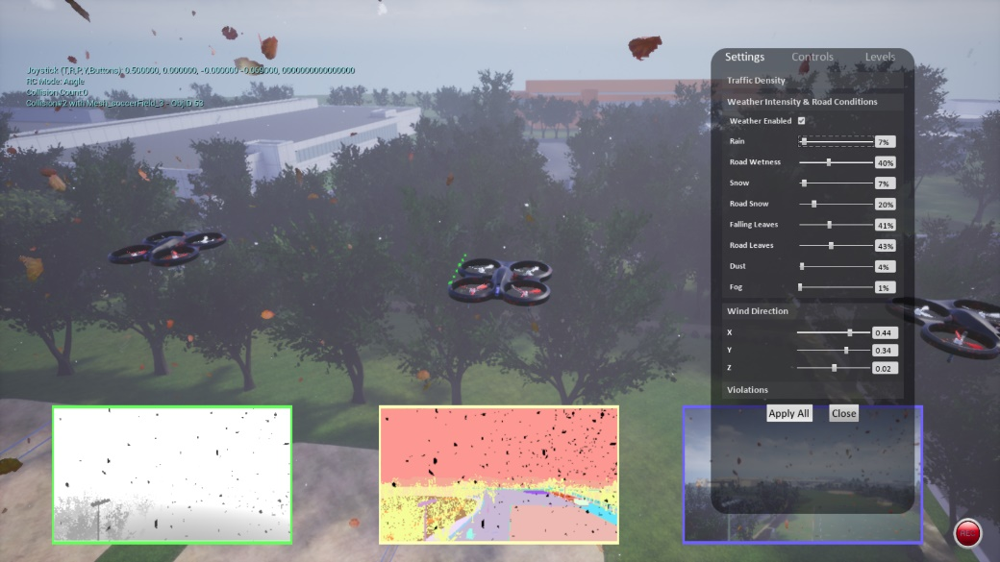 Joystick (T,R,P,Y,Buttons): 0.500000, 0.000000, -0.000000 -0.000000, 0000000000000000
RC Mode: Angle
Collision Count:0
Collision#2 with Mesh_soccerField_3 - ObjID 53
Settings Controls Levels
Traffic Density
Weather Intensity & Road Conditions
Weather Enabled
Rain 7%
Road Wetness 40%
Snow 7%
Road Snow 20%
Falling Leaves 41%
Road Leaves 43%
Dust 4%
Fog 1%
Wind Direction
X 0.44
Y 0.34
Z 0.02
Violations
Apply All Close
REC